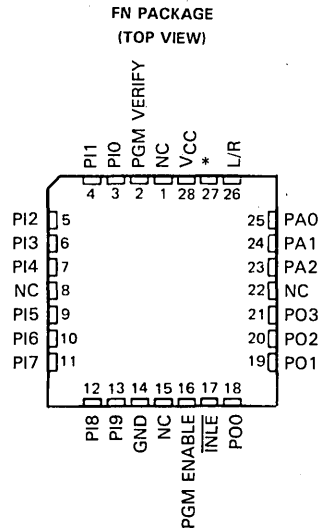 FN PACKAGE
(TOP VIEW)
PI1
PI0
PGM VERIFY
NC
VCC
*
L/R
4 3 2 1 28 27 26
PI2 5
PI3 6
PI4 7
NC 8
PI5 9
PI6 10
PI7 11
25 PA0
24 PA1
23 PA2
22 NC
21 PO3
20 PO2
19 PO1
12 13 14 15 16 17 18
PI8
PI9
GND
NC
PGM ENABLE
INLE
PO0